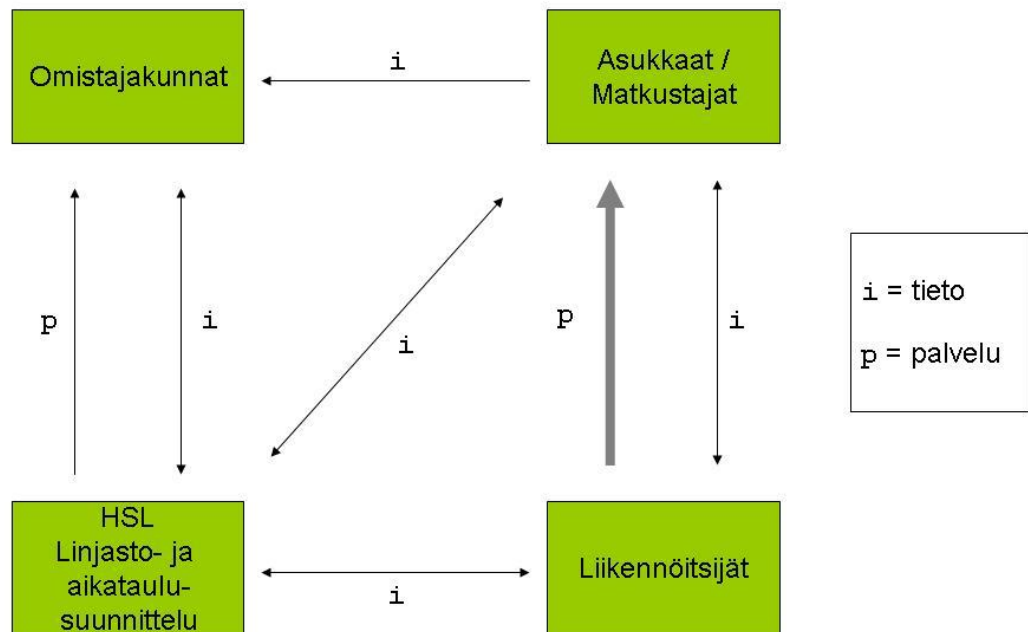 Omistajakunnat
i
Asukkaat /
Matkustajat
p
i
i
p
i
i = tieto
p = palvelu
HSL
Linjasto- ja
aikataulu-
suunnittelu
i
Liikennöitsijät